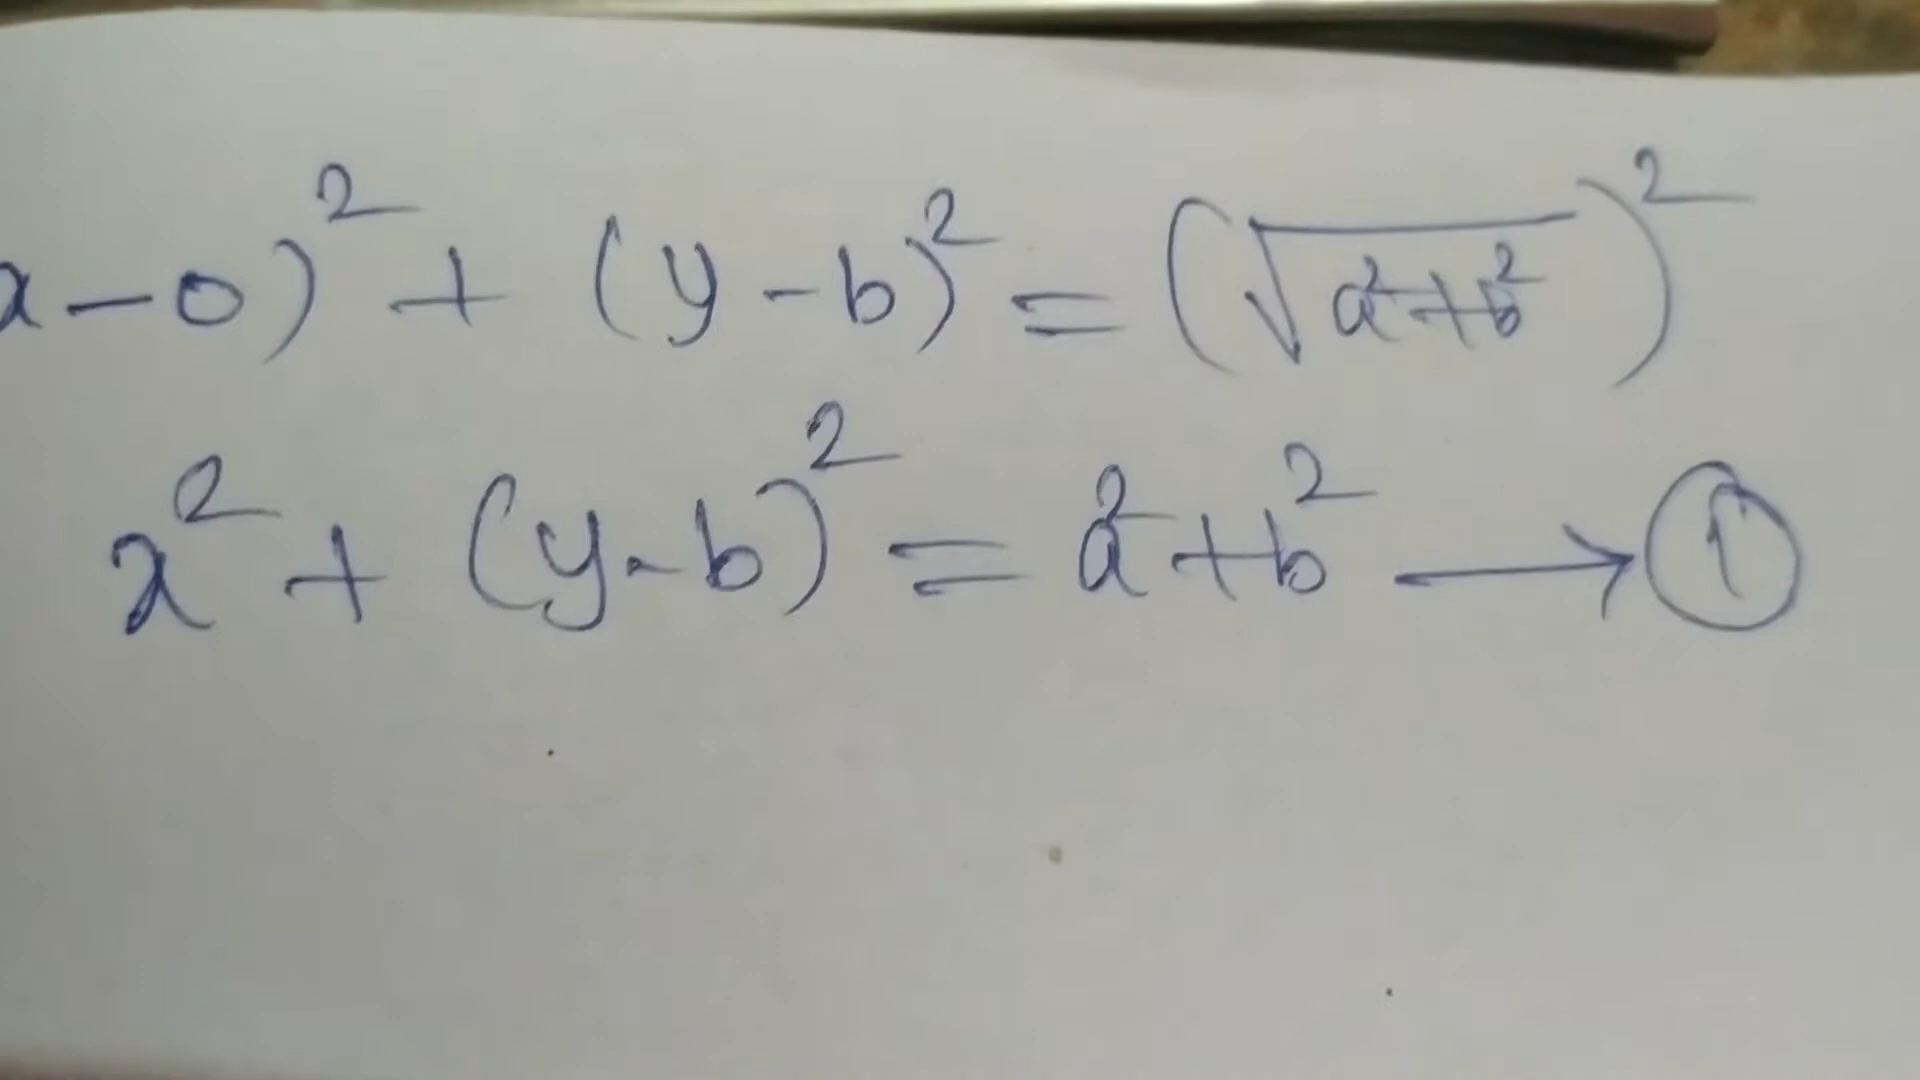 x-0)² + (y-b)² = (√a²+b²)²
x² + (y-b)² = a²+b² → ①